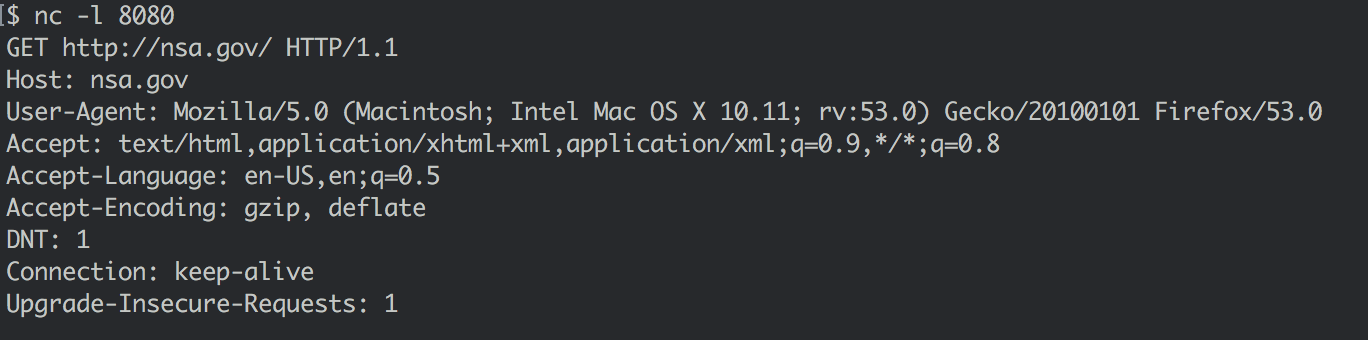 [$ nc -l 8080
GET http://nsa.gov/ HTTP/1.1
Host: nsa.gov
User-Agent: Mozilla/5.0 (Macintosh; Intel Mac OS X 10.11; rv:53.0) Gecko/20100101 Firefox/53.0
Accept: text/html,application/xhtml+xml,application/xml;q=0.9,*/*;q=0.8
Accept-Language: en-US,en;q=0.5
Accept-Encoding: gzip, deflate
DNT: 1
Connection: keep-alive
Upgrade-Insecure-Requests: 1